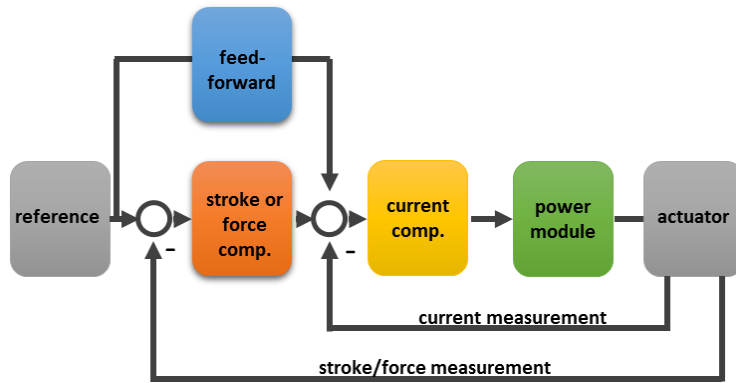 feed-
forward
reference
stroke or
force
comp.
-
current
comp.
-
power
module
actuator
current measurement
stroke/force measurement